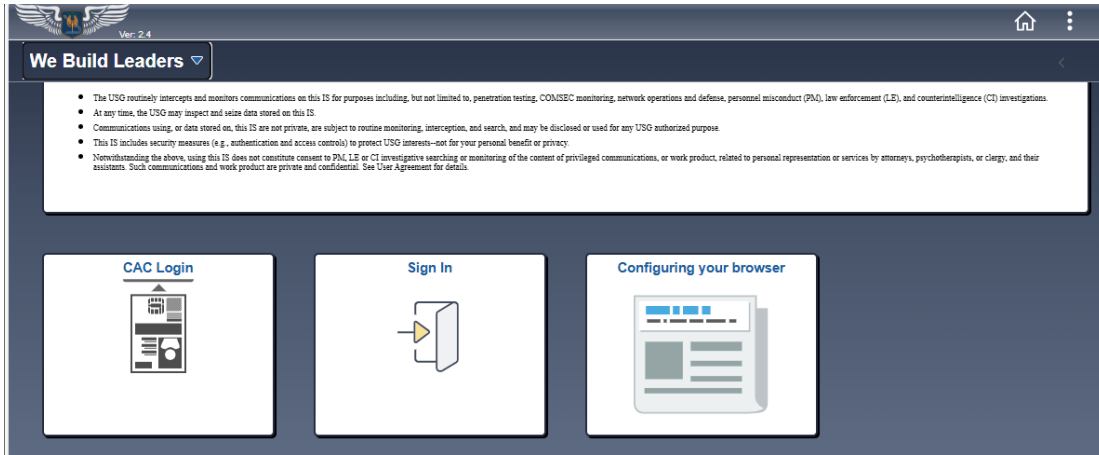 Ver: 2.4
We Build Leaders
• The USG routinely intercepts and monitors communications on this IS for purposes including, but not limited to, penetration testing, COMSEC monitoring, network operations and defense, personnel misconduct (PM), law enforcement (LE), and counterintelligence (CI) investigations.
• At any time, the USG may inspect and seize data stored on this IS.
• Communications using, or data stored on, this IS are not private, are subject to routine monitoring, interception, and search, and may be disclosed or used for any USG authorized purpose.
• This IS includes security measures (e.g., authentication and access controls) to protect USG interests--not for your personal benefit or privacy.
• Notwithstanding the above, using this IS does not constitute consent to PM, LE or CI investigative searching or monitoring of the content of privileged communications, or work product, related to personal representation or services by attorneys, psychotherapists, or clergy, and their
assistants. Such communications and work product are private and confidential. See User Agreement for details.
CAC Login
Sign In
Configuring your browser